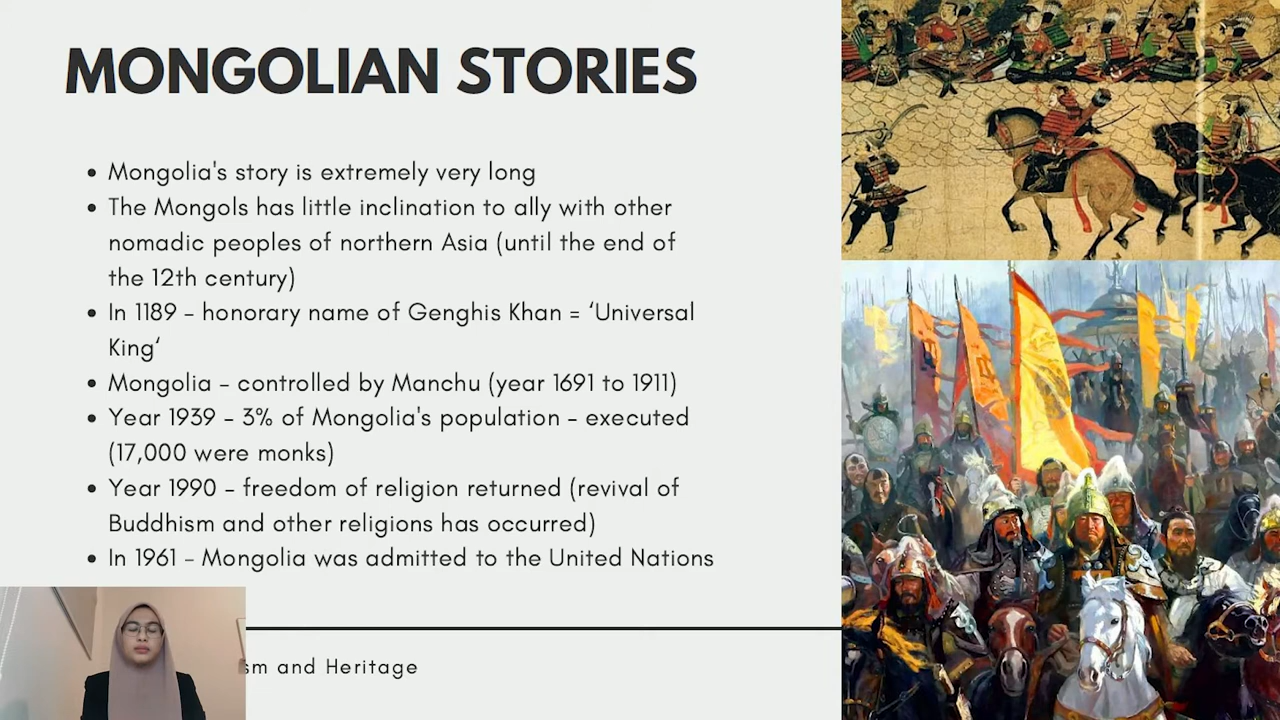 MONGOLIAN STORIES
• Mongolia's story is extremely very long
• The Mongols has little inclination to ally with other
nomadic peoples of northern Asia (until the end of
the 12th century)
• In 1189 - honorary name of Genghis Khan = ‘Universal
King‘
• Mongolia - controlled by Manchu (year 1691 to 1911)
• Year 1939 - 3% of Mongolia's population - executed
(17,000 were monks)
• Year 1990 - freedom of religion returned (revival of
Buddhism and other religions has occurred)
• In 1961 - Mongolia was admitted to the United Nations
and Heritage